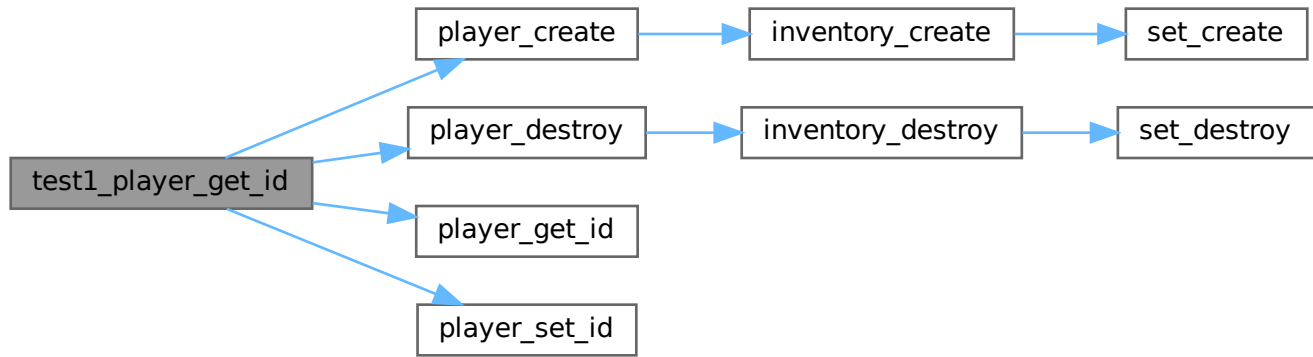 player_create
inventory_create
set_create
player_destroy
inventory_destroy
set_destroy
test1_player_get_id
player_get_id
player_set_id